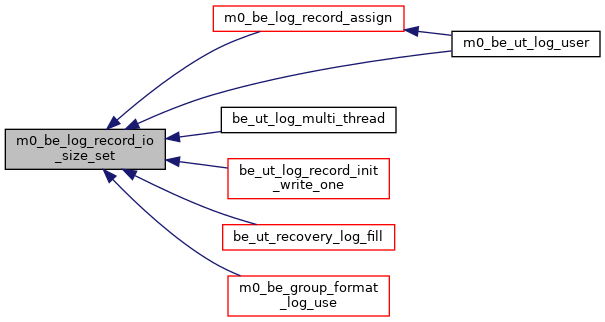 m0_be_log_record_assign
m0_be_ut_log_user
be_ut_log_multi_thread
m0_be_log_record_io
_size_set
be_ut_log_record_init
_write_one
be_ut_recovery_log_fill
m0_be_group_format
_log_use